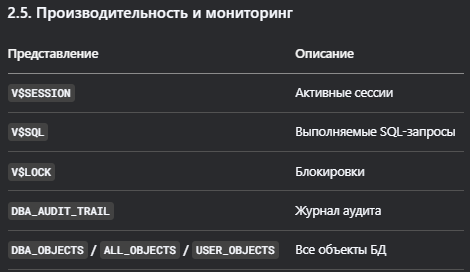 2.5. Производительность и мониторинг
Представление Описание
V$SESSION Активные сессии
V$SQL Выполняемые SQL-запросы
V$LOCK Блокировки
DBA_AUDIT_TRAIL Журнал аудита
DBA_OBJECTS / ALL_OBJECTS / USER_OBJECTS Все объекты БД